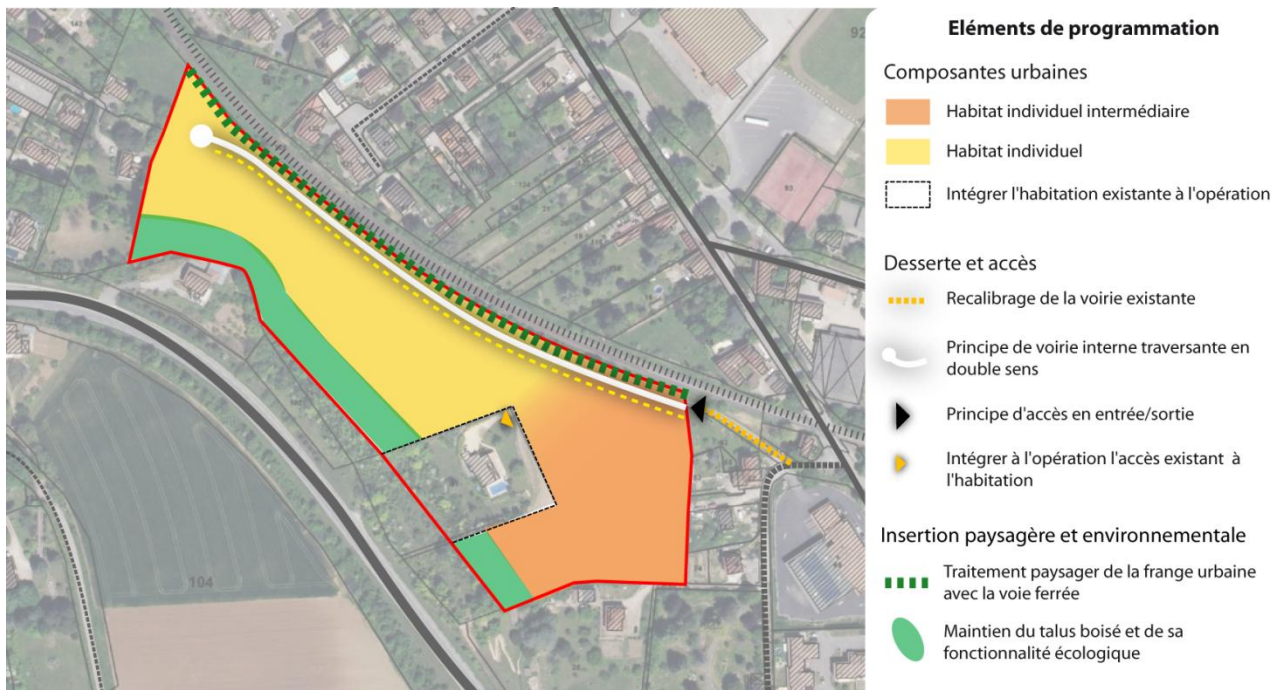 Eléments de programmation
Composantes urbaines
Habitat individuel intermédiaire
Habitat individuel
Intégrer l'habitation existante à l'opération
Desserte et accès
Recalibrage de la voirie existante
Principe de voirie interne traversante en
double sens
Principe d'accès en entrée/sortie
Intégrer à l'opération l'accès existant à
l'habitation
Insertion paysagère et environnementale
Traitement paysager de la frange urbaine
avec la voie ferrée
Maintien du talus boisé et de sa
fonctionnalité écologique
104